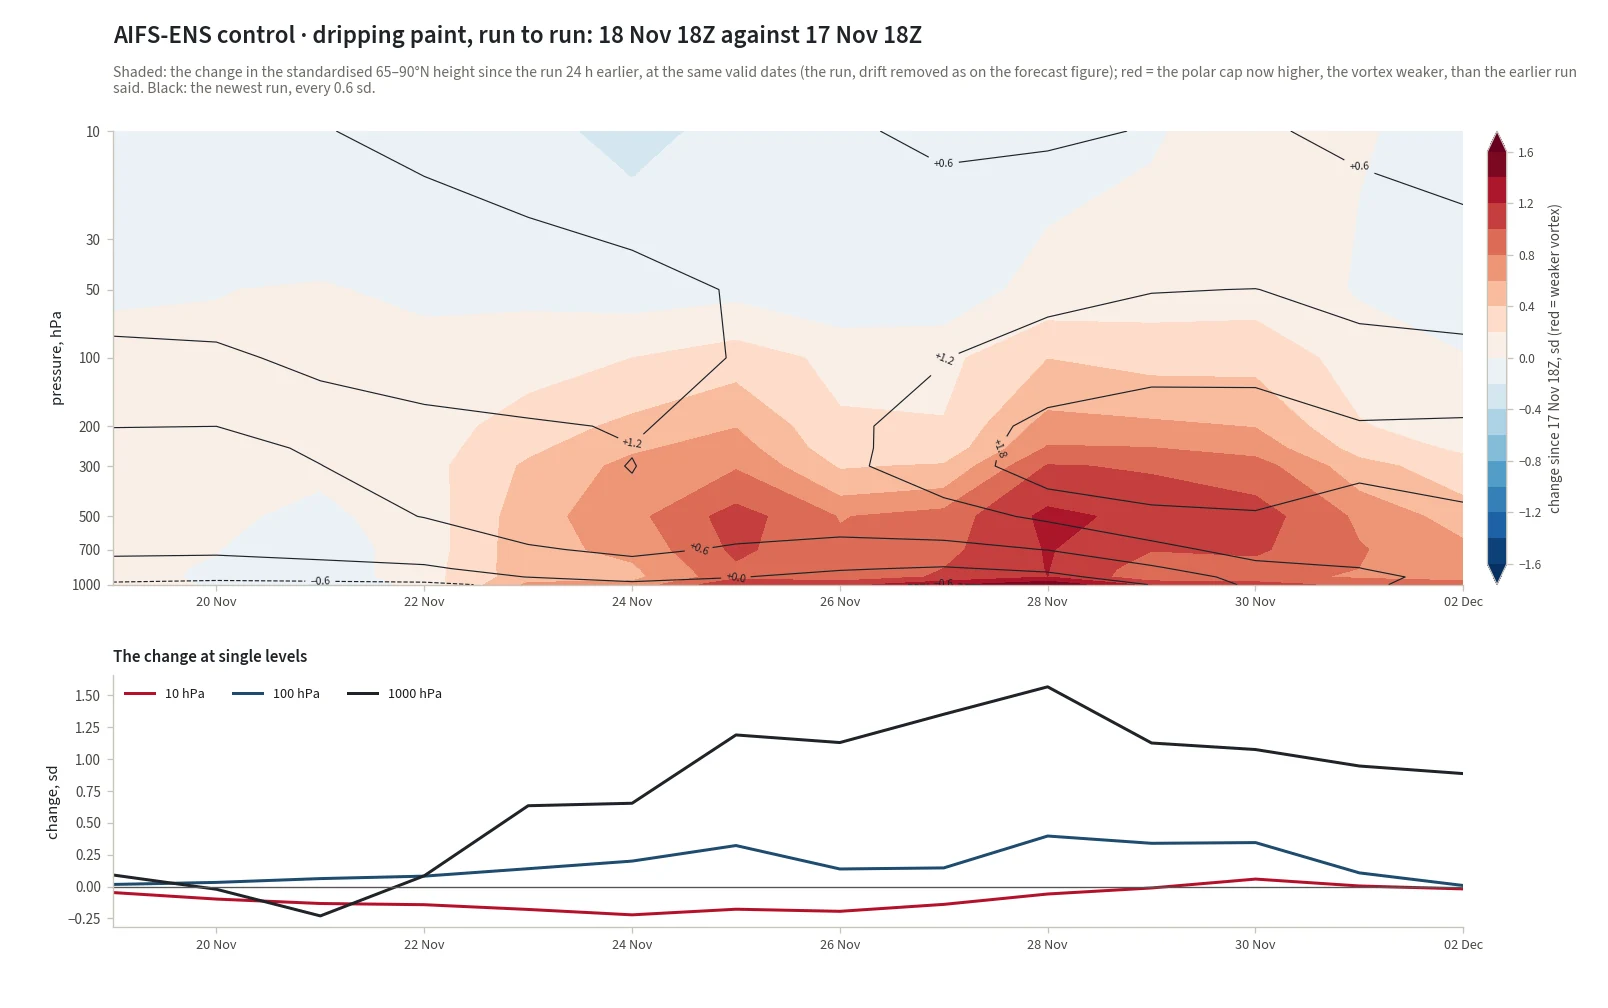 AIFS-ENS control · dripping paint, run to run: 18 Nov 18Z against 17 Nov 18Z
Shaded: the change in the standardised 65–90°N height since the run 24 h earlier, at the same valid dates (the run, drift removed as on the forecast figure); red = the polar cap now higher, the vortex weaker, than the earlier run
said. Black: the newest run, every 0.6 sd.
pressure, hPa
10
30
50
100
200
300
500
700
1000
+0.6
+0.6
+1.2
+1.2
+1.8
+0.6
+0.0
-0.6
-0.6
20 Nov
22 Nov
24 Nov
26 Nov
28 Nov
30 Nov
02 Dec
1.6
1.2
0.8
0.4
0.0
−0.4
−0.8
−1.2
−1.6
change since 17 Nov 18Z, sd (red = weaker vortex)
The change at single levels
10 hPa
100 hPa
1000 hPa
change, sd
1.50
1.25
1.00
0.75
0.50
0.25
0.00
−0.25
20 Nov
22 Nov
24 Nov
26 Nov
28 Nov
30 Nov
02 Dec